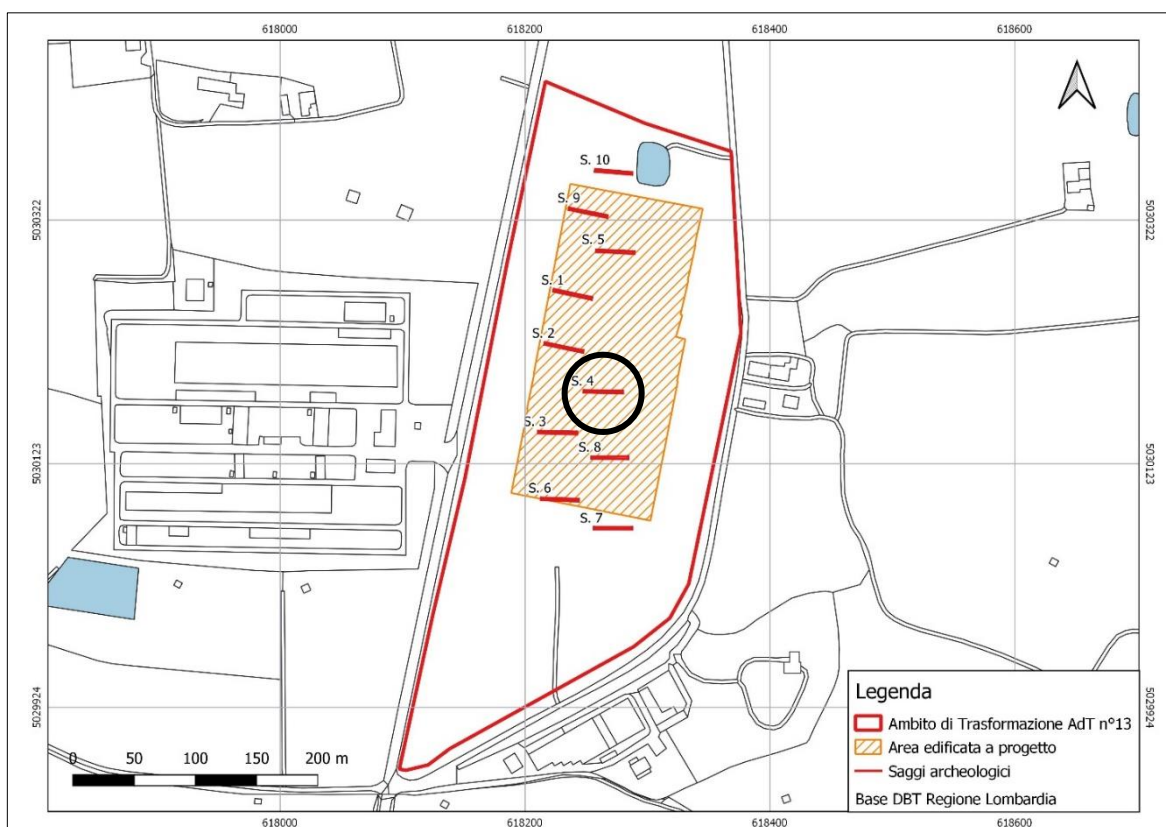 618000 618200 618400 618600
S. 10
S. 9
5030322 5030322
S. 5
S. 1
S. 2
S. 4
S. 3
S. 8
5030123 5030123
S. 6
S. 7
5029924 5029924
Legenda
Ambito di Trasformazione AdT n°13
Area edificata a progetto
Saggi archeologici
Base DBT Regione Lombardia
0 50 100 150 200 m
618000 618200 618400 618600